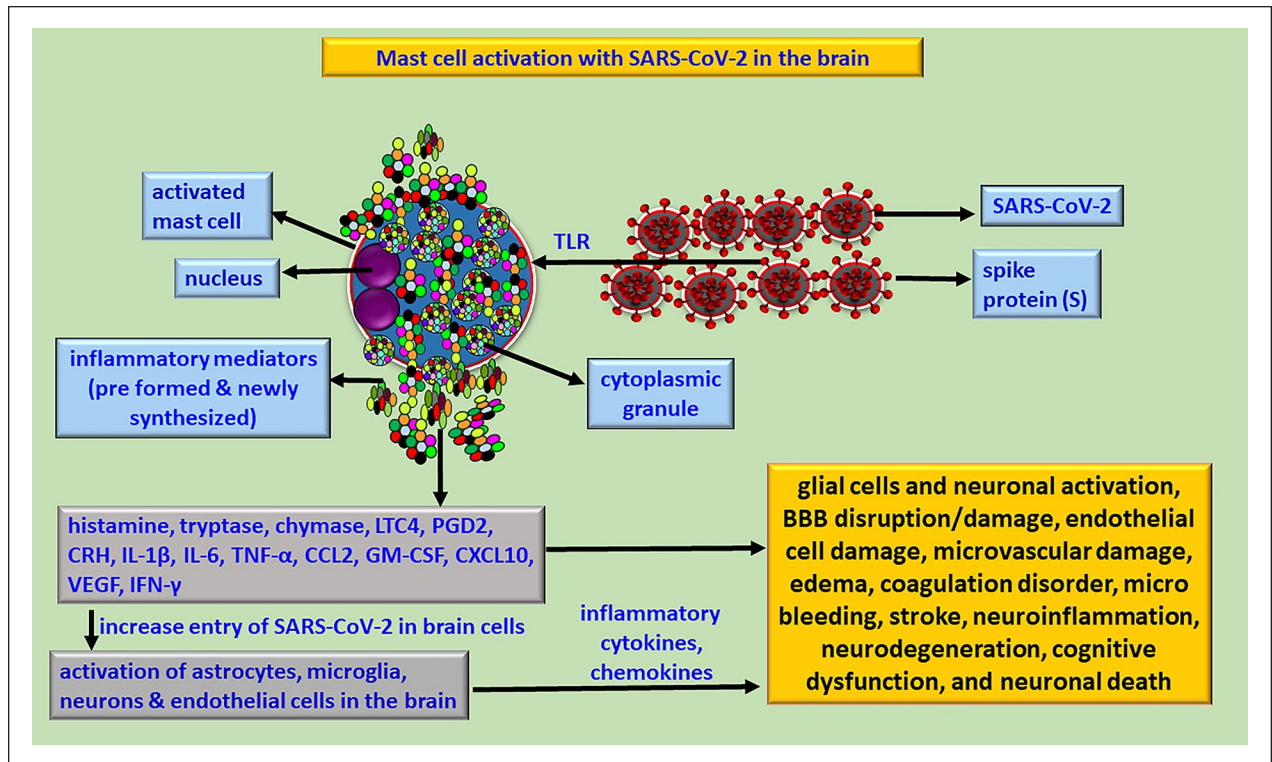 Mast cell activation with SARS-CoV-2 in the brain
activated
mast cell
TLR
SARS-CoV-2
nucleus
spike
protein (S)
inflammatory mediators
(pre formed & newly
synthesized)
cytoplasmic
granule
histamine, tryptase, chymase, LTC4, PGD2,
CRH, IL-1β, IL-6, TNF-α, CCL2, GM-CSF, CXCL10,
VEGF, IFN-γ
increase entry of SARS-CoV-2 in brain cells
activation of astrocytes, microglia,
neurons & endothelial cells in the brain
inflammatory
cytokines,
chemokines
glial cells and neuronal activation,
BBB disruption/damage, endothelial
cell damage, microvascular damage,
edema, coagulation disorder, micro
bleeding, stroke, neuroinflammation,
neurodegeneration, cognitive
dysfunction, and neuronal death